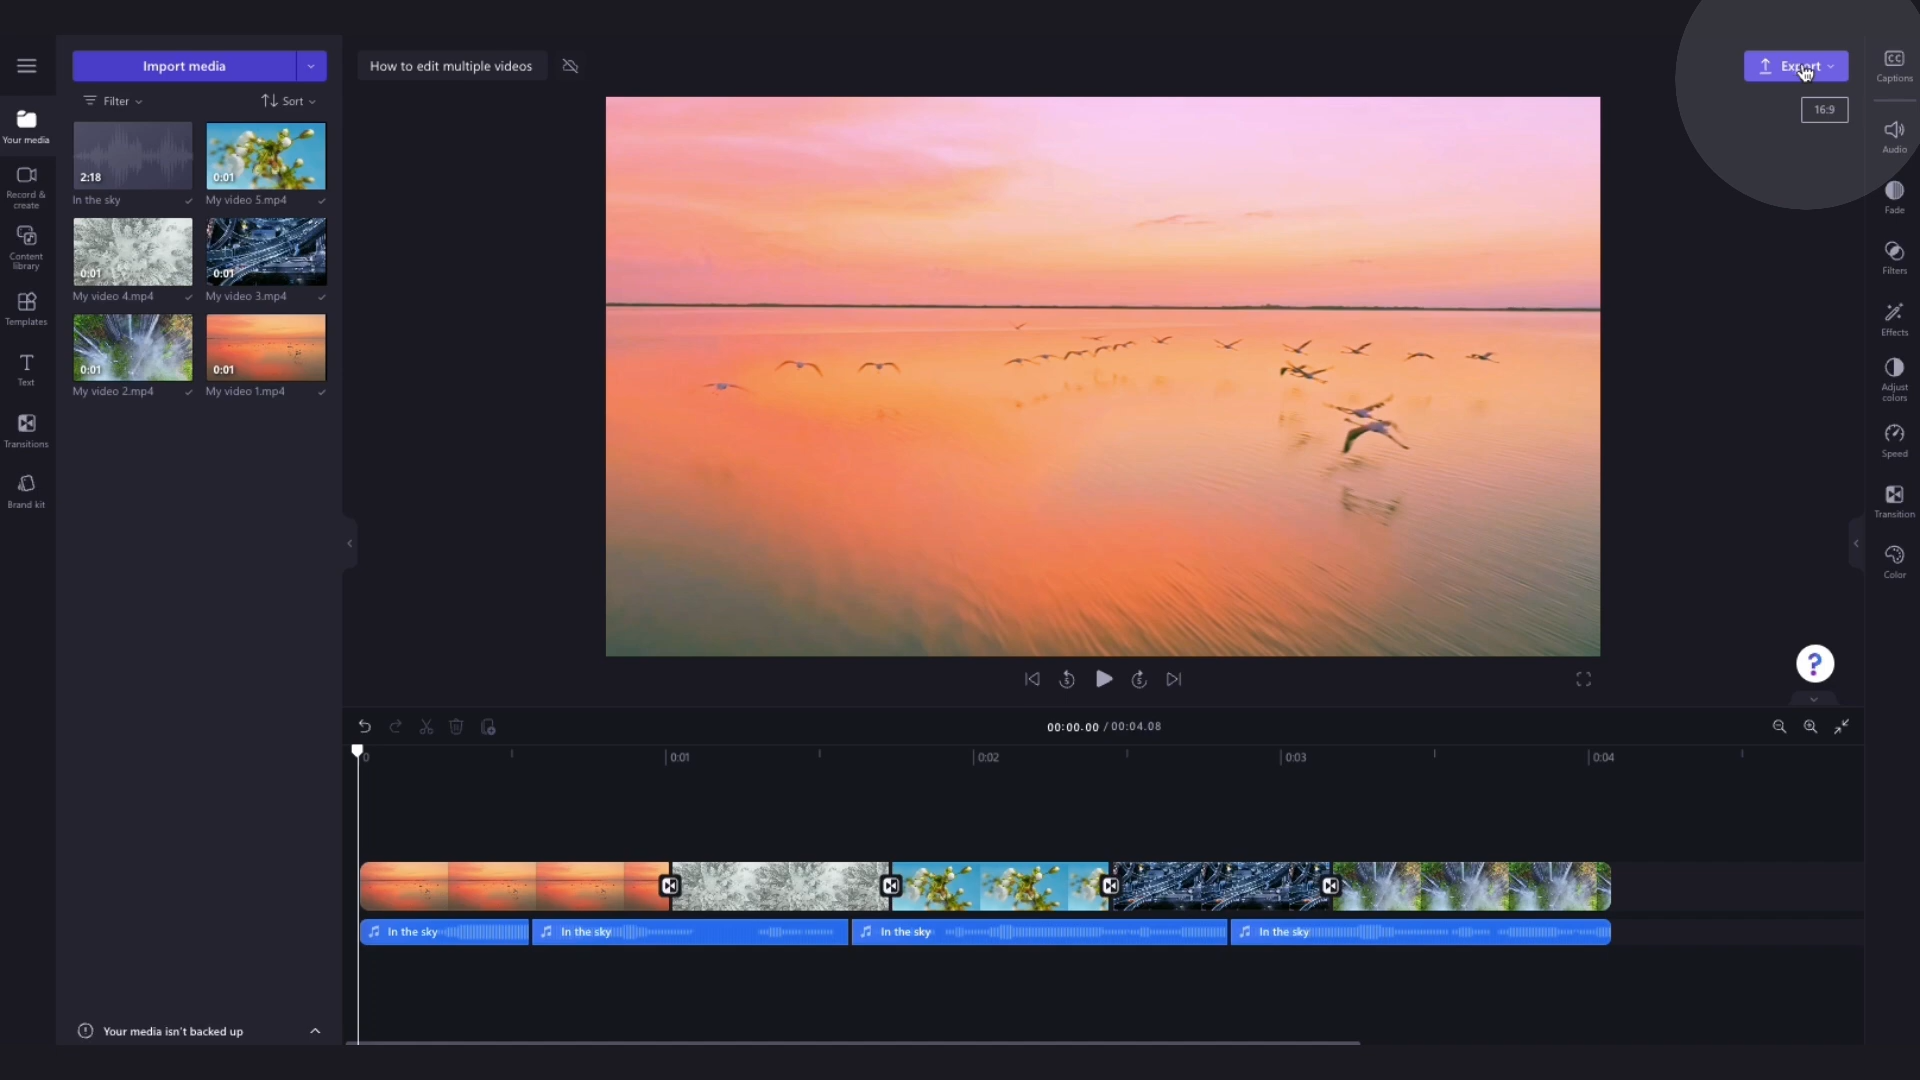 Import media
How to edit multiple videos
Export
CC
Captions
Filter
Sort
16:9
Your media
Audio
2:18
0:01
In the sky
My video 5.mp4
Record &
create
Fade
Content
library
0:01
0:01
My video 4.mp4
My video 3.mp4
Filters
Templates
Effects
0:01
0:01
My video 2.mp4
My video 1.mp4
T
Text
Adjust
colors
Transitions
Speed
Brand kit
Transition
Color
?
5
5
00:00.00 / 00:04.08
0
0:01
0:02
0:03
0:04
In the sky
In the sky
In the sky
In the sky
Your media isn't backed up